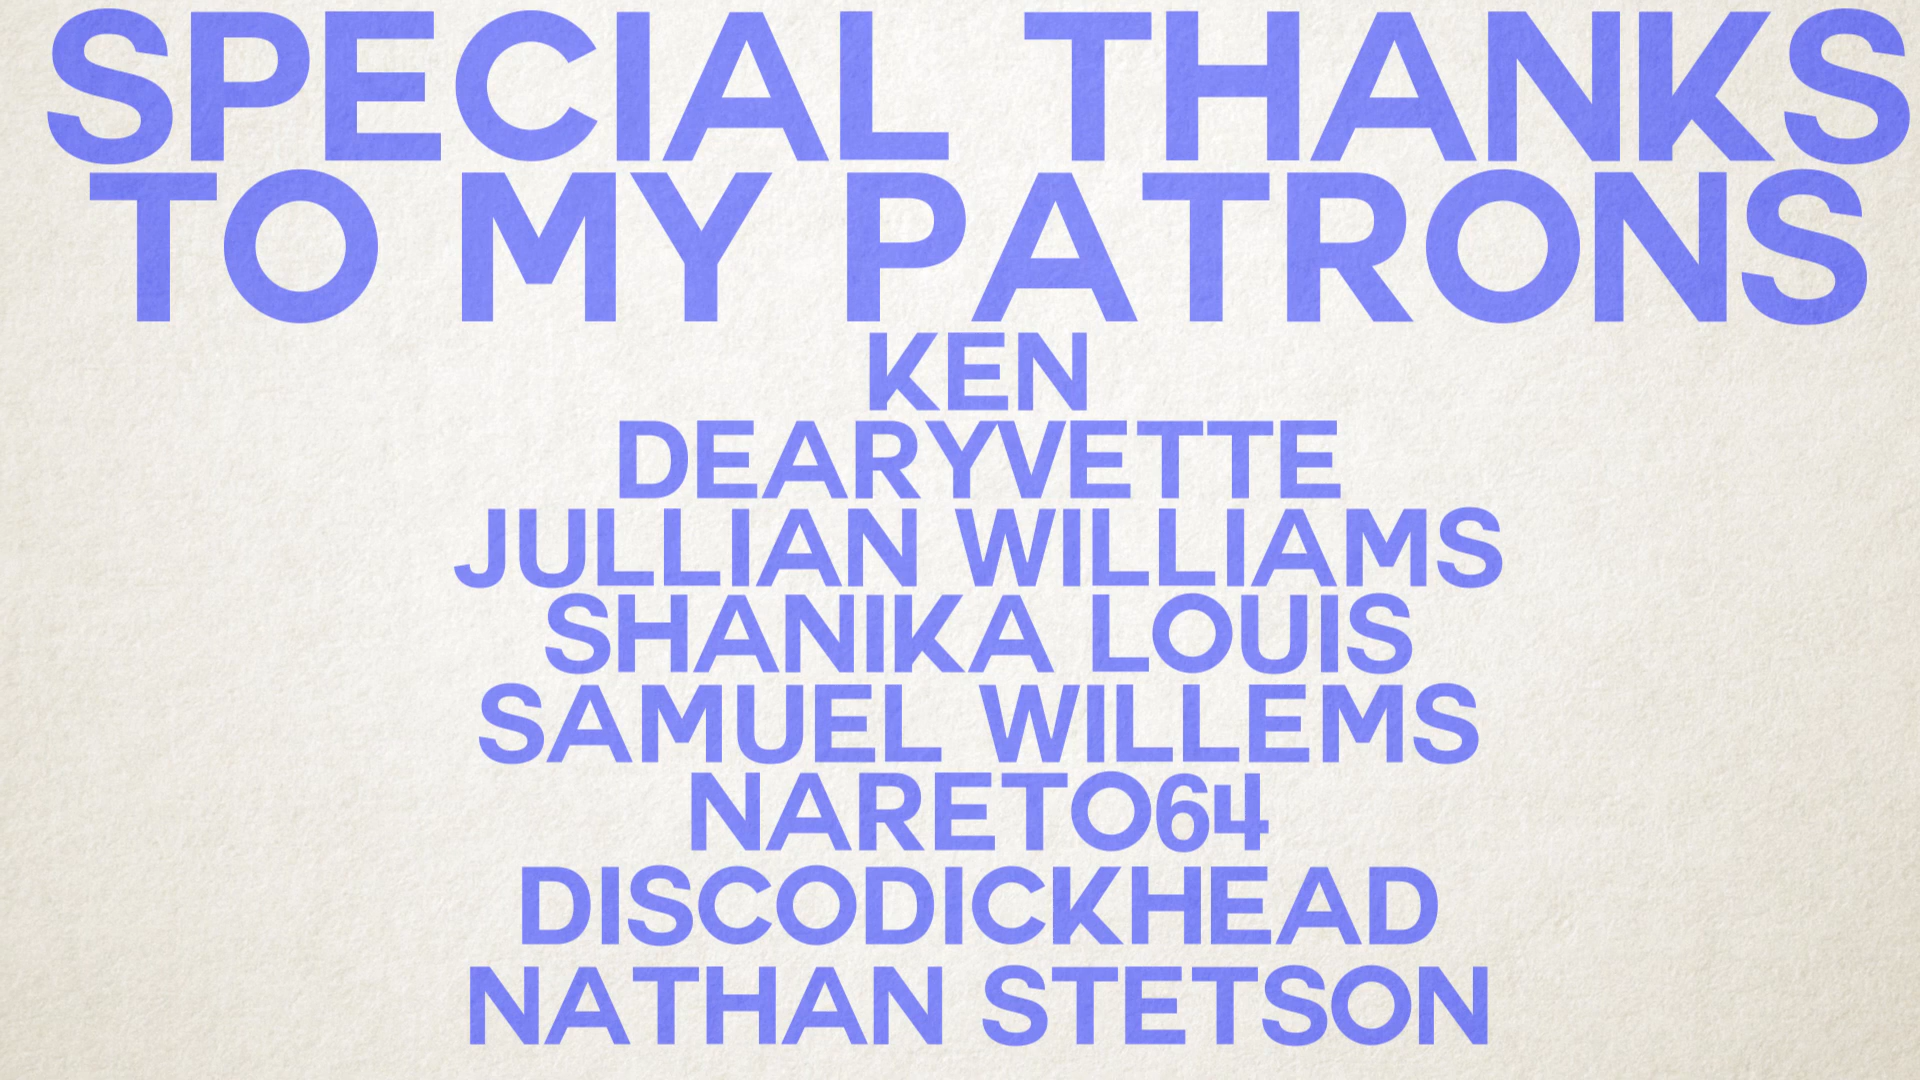 SPECIAL THANKS
TO MY PATRONS
KEN
DEARYVETTE
JULLIAN WILLIAMS
SHANIKA LOUIS
SAMUEL WILLEMS
NARETO64
DISCODICKHEAD
NATHAN STETSON